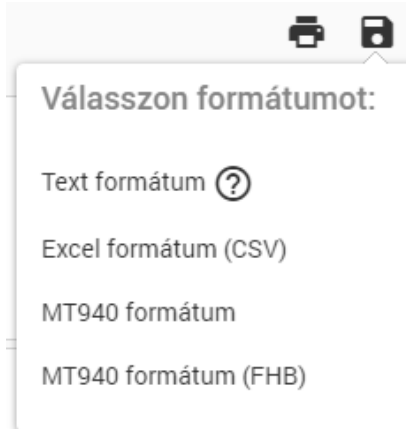 Válasszon formátumot:
Text formátum ?
Excel formátum (CSV)
MT940 formátum
MT940 formátum (FHB)